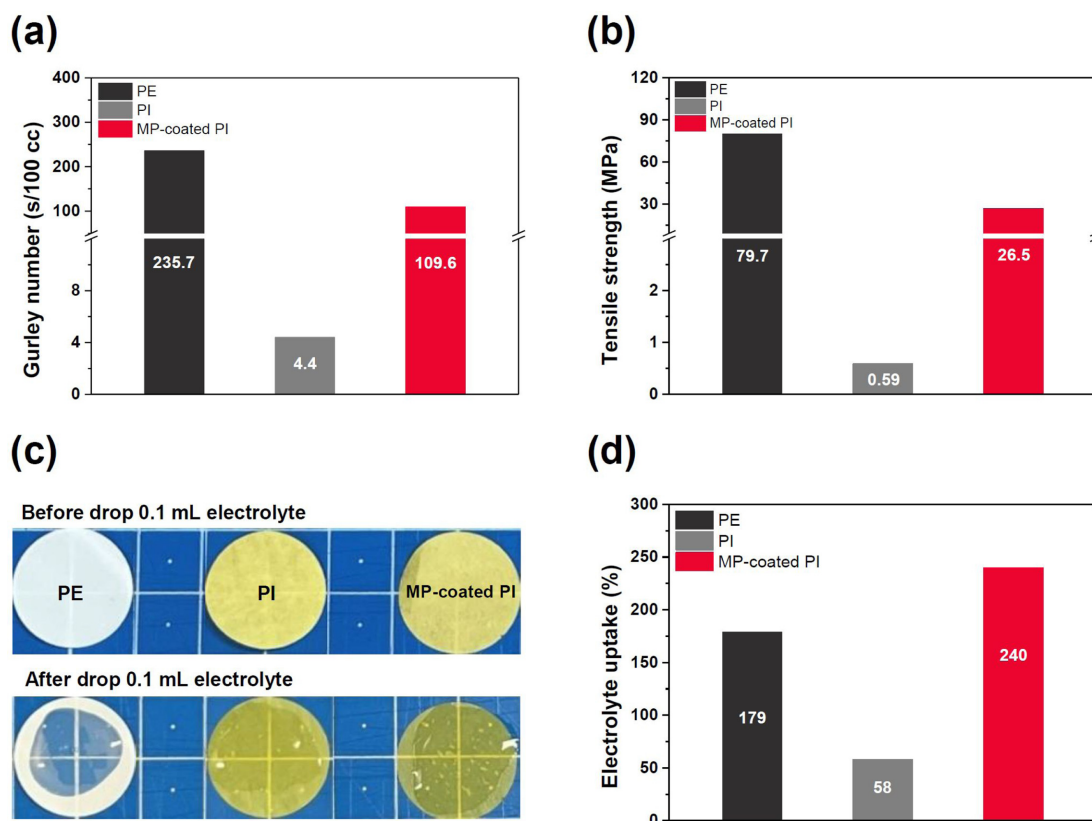 (a)
Gurley number (s/100 cc)
400
300
200
100
8
4
0
PE
PI
MP-coated PI
235.7
4.4
109.6
(b)
Tensile strength (MPa)
120
90
60
30
2
1
0
PE
PI
MP-coated PI
79.7
0.59
26.5
(c)
Before drop 0.1 mL electrolyte
PE
PI
MP-coated PI
After drop 0.1 mL electrolyte
(d)
Electrolyte uptake (%)
300
250
200
150
100
50
0
PE
PI
MP-coated PI
179
58
240